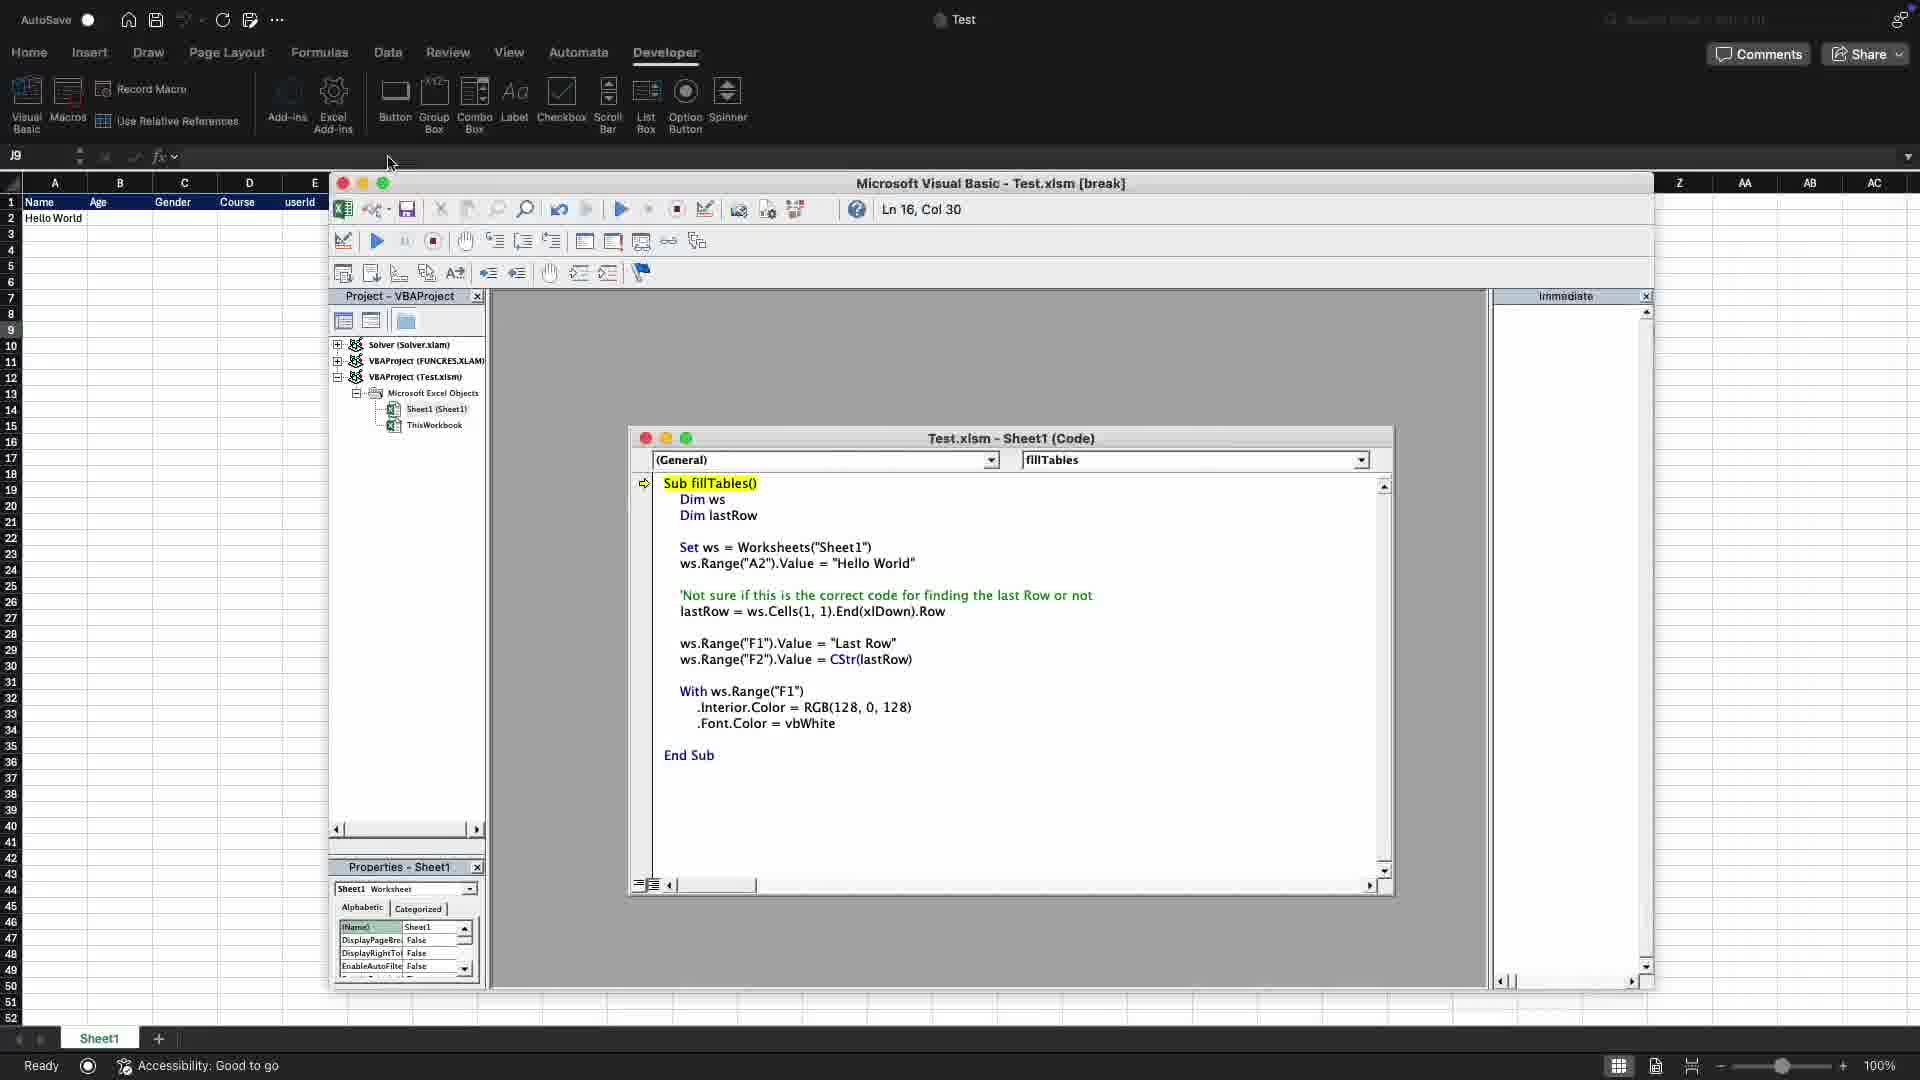 AutoSave
Test
Home Insert Draw Page Layout Formulas Data Review View Automate Developer
Comments Share
Visual Basic
Macros
Record Macro
Use Relative References
Add-ins
Excel Add-ins
Button
Group Box
Combo Box
Label
Checkbox
Scroll Bar
List Box
Option Button
Spinner
J9
fx
A B C D E Z AA AB AC
1 Name Age Gender Course userId
2 Hello World
3
4
5
6
7
8
9
10
11
12
13
14
15
16
17
18
19
20
21
22
23
24
25
26
27
28
29
30
31
32
33
34
35
36
37
38
39
40
41
42
43
44
45
46
47
48
49
50
51
52
Microsoft Visual Basic - Test.xlsm [break]
Ln 16, Col 30
Project - VBAProject
Solver (Solver.xlam)
VBAProject (FUNCRES.XLAM)
VBAProject (Test.xlsm)
Microsoft Excel Objects
Sheet1 (Sheet1)
ThisWorkbook
Properties - Sheet1
Sheet1 Worksheet
Alphabetic Categorized
(Name) Sheet1
DisplayPageBre False
DisplayRightTo False
EnableAutoFilte False
Immediate
Test.xlsm - Sheet1 (Code)
(General) fillTables
Sub fillTables()
Dim ws
Dim lastRow
Set ws = Worksheets("Sheet1")
ws.Range("A2").Value = "Hello World"
'Not sure if this is the correct code for finding the last Row or not
lastRow = ws.Cells(1, 1).End(xlDown).Row
ws.Range("F1").Value = "Last Row"
ws.Range("F2").Value = CStr(lastRow)
With ws.Range("F1")
.Interior.Color = RGB(128, 0, 128)
.Font.Color = vbWhite
End Sub
Sheet1
Ready
Accessibility: Good to go
100%